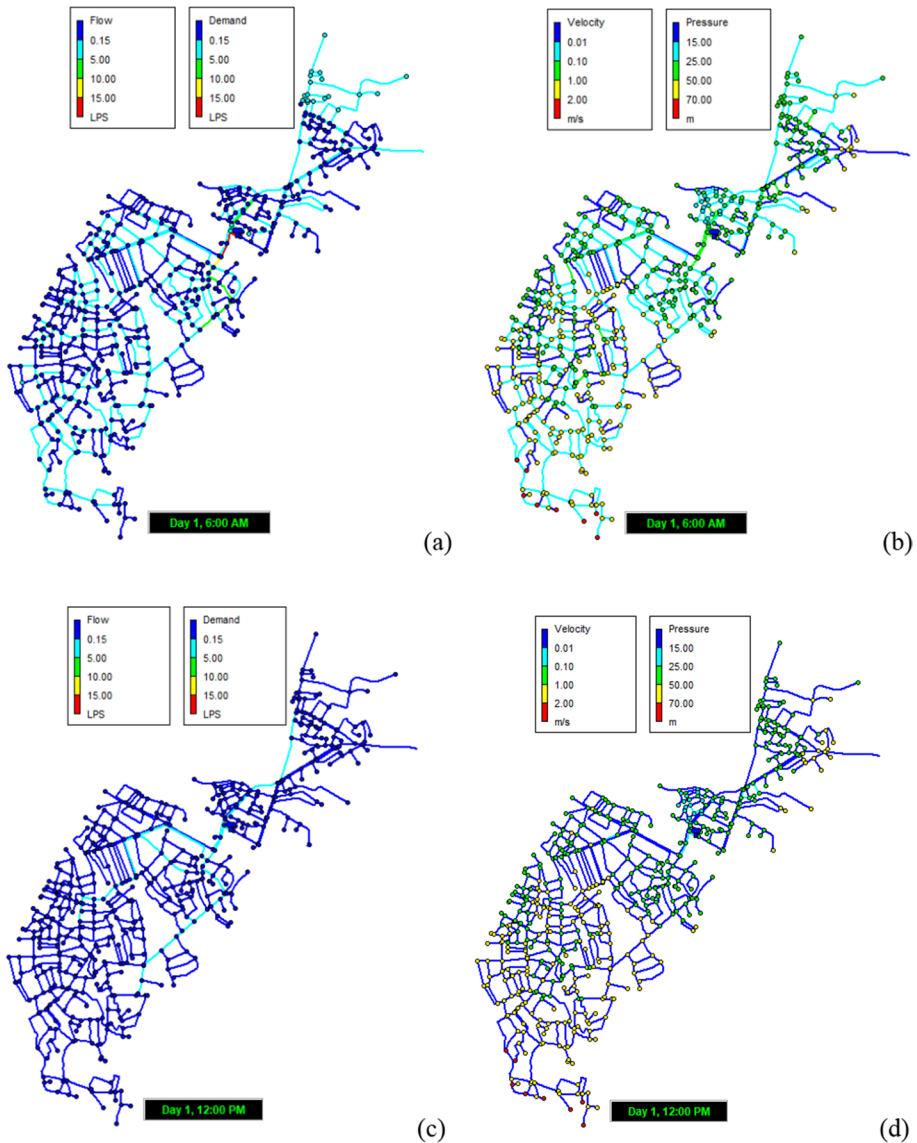 Flow
0.15
5.00
10.00
15.00
LPS
Demand
0.15
5.00
10.00
15.00
LPS
Day 1, 6:00 AM
(a)
Velocity
0.01
0.10
1.00
2.00
m/s
Pressure
15.00
25.00
50.00
70.00
m
Day 1, 6:00 AM
(b)
Flow
0.15
5.00
10.00
15.00
LPS
Demand
0.15
5.00
10.00
15.00
LPS
Day 1, 12:00 PM
(c)
Velocity
0.01
0.10
1.00
2.00
m/s
Pressure
15.00
25.00
50.00
70.00
m
Day 1, 12:00 PM
(d)